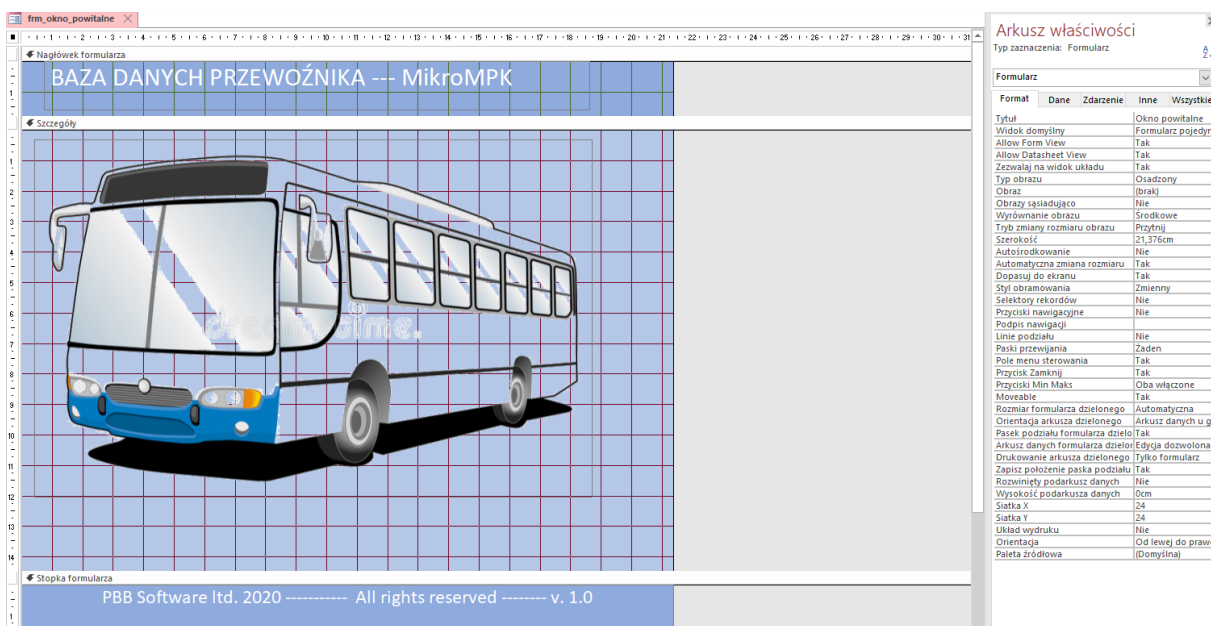 frm_okno_powitalne
Nagłówek formularza
BAZA DANYCH PRZEWOŹNIKA --- MikroMPK
Szczegóły
Stopka formularza
PBB Software ltd. 2020 ----------- All rights reserved -------- v. 1.0
Arkusz właściwości
Typ zaznaczenia: Formularz
Formularz
Format Dane Zdarzenie Inne Wszystkie
Tytuł Okno powitalne
Widok domyślny Formularz pojedyn
Allow Form View Tak
Allow Datasheet View Tak
Zezwalaj na widok układu Tak
Typ obrazu Osadzony
Obraz (brak)
Obrazy sąsiadująco Nie
Wyrównanie obrazu Środkowe
Tryb zmiany rozmiaru obrazu Przytnij
Szerokość 21,376cm
Autośrodkowanie Nie
Automatyczna zmiana rozmiaru Tak
Dopasuj do ekranu Tak
Styl obramowania Zmienny
Selektory rekordów Nie
Przyciski nawigacyjne Nie
Podpis nawigacji
Linie podziału Nie
Paski przewijania Żaden
Pole menu sterowania Tak
Przycisk Zamknij Tak
Przyciski Min Maks Oba włączone
Moveable Tak
Rozmiar formularza dzielonego Automatyczna
Orientacja arkusza dzielonego Arkusz danych u g
Pasek podziału formularza dzielo Tak
Arkusz danych formularza dzielor Edycja dozwolona
Drukowanie arkusza dzielonego Tylko formularz
Zapisz położenie paska podziału Tak
Rozwinięty podarkusz danych Nie
Wysokość podarkusza danych 0cm
Siatka X 24
Siatka Y 24
Układ wydruku Nie
Orientacja Od lewej do praw
Paleta źródłowa (Domyślna)